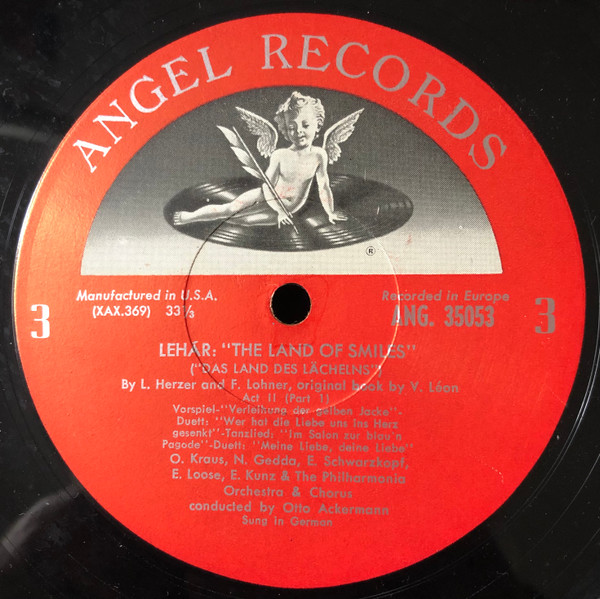 ANGEL RECORDS
®
Manufactured in U.S.A. Recorded in Europe
(XAX.369) 33⅓ ANG. 35053
3 3
LEHÁR: "THE LAND OF SMILES"
("DAS LAND DES LÄCHELNS")
By L. Herzer and F. Lohner, original book by V. Léon
Act II (Part 1)
Vorspiel-"Verleihung der gelben Jacke"-
Duett: "Wer hat die Liebe uns ins Herz
gesenkt"-Tanzlied: "Im Salon zur blau'n
Pagode"-Duett: "Meine Liebe, deine Liebe"
O. Kraus, N. Gedda, E. Schwarzkopf,
E. Loose, E. Kunz & The Philharmonia
Orchestra & Chorus
conducted by Otto Ackermann
Sung in German